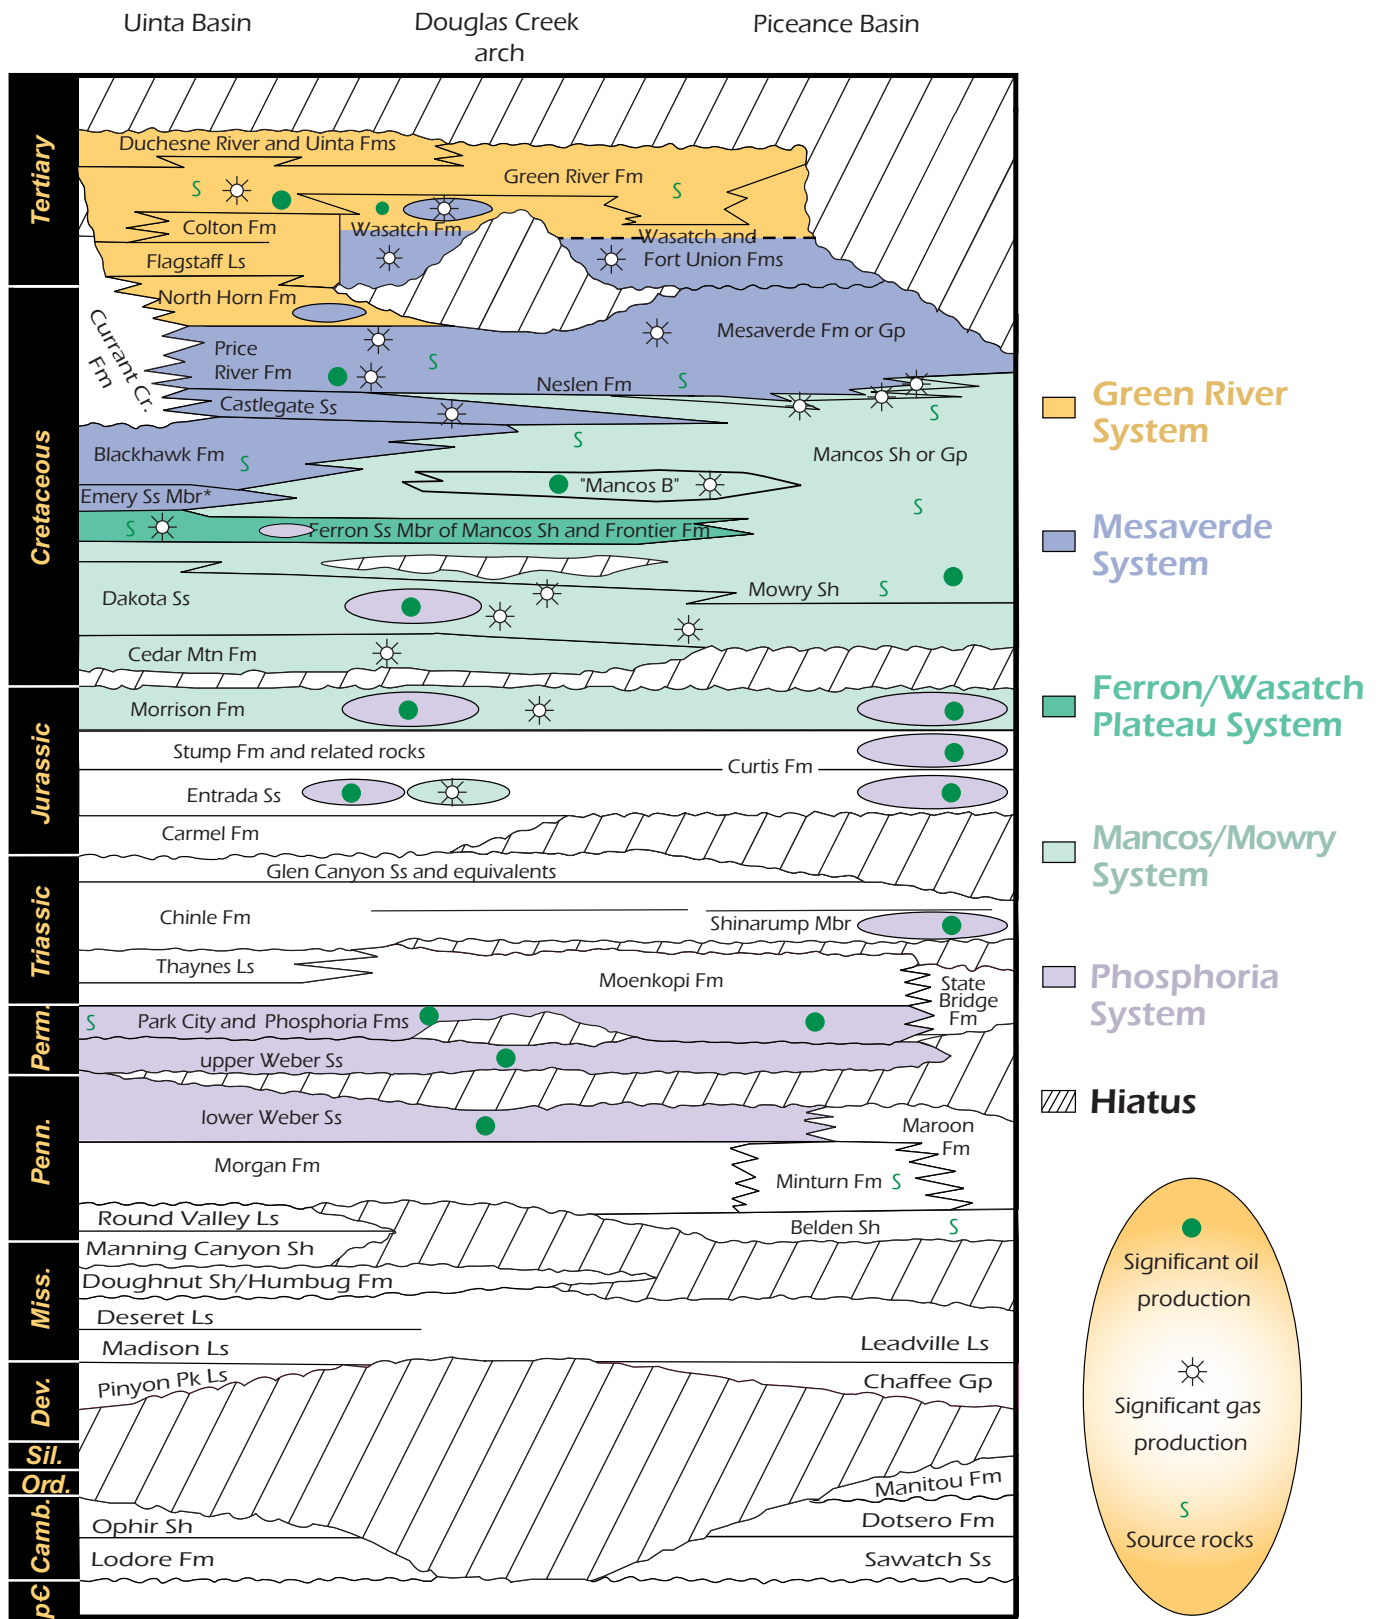 Uinta Basin
Douglas Creek
arch
Piceance Basin
Tertiary
Cretaceous
Jurassic
Triassic
Perm.
Penn.
Miss.
Dev.
Sil.
Ord.
Camb.
p€
Duchesne River and Uinta Fms
Green River Fm
S
S
Colton Fm
Wasatch Fm
Wasatch and
Fort Union Fms
Flagstaff Ls
North Horn Fm
Currant Cr.
Fm
Mesaverde Fm or Gp
Price
River Fm
S
Neslen Fm
S
Castlegate Ss
S
S
Blackhawk Fm
S
Mancos Sh or Gp
"Mancos B"
Emery Ss Mbr*
S
S
Ferron Ss Mbr of Mancos Sh and Frontier Fm
Dakota Ss
Mowry Sh
S
Cedar Mtn Fm
Morrison Fm
Stump Fm and related rocks
Curtis Fm
Entrada Ss
Carmel Fm
Glen Canyon Ss and equivalents
Chinle Fm
Shinarump Mbr
Thaynes Ls
Moenkopi Fm
State
Bridge
Fm
S
Park City and Phosphoria Fms
upper Weber Ss
lower Weber Ss
Maroon
Fm
Morgan Fm
Minturn Fm
S
Round Valley Ls
Belden Sh
S
Manning Canyon Sh
Doughnut Sh/Humbug Fm
Deseret Ls
Madison Ls
Leadville Ls
Pinyon Pk Ls
Chaffee Gp
Manitou Fm
Ophir Sh
Dotsero Fm
Lodore Fm
Sawatch Ss
Green River
System
Mesaverde
System
Ferron/Wasatch
Plateau System
Mancos/Mowry
System
Phosphoria
System
Hiatus
Significant oil
production
Significant gas
production
S
Source rocks